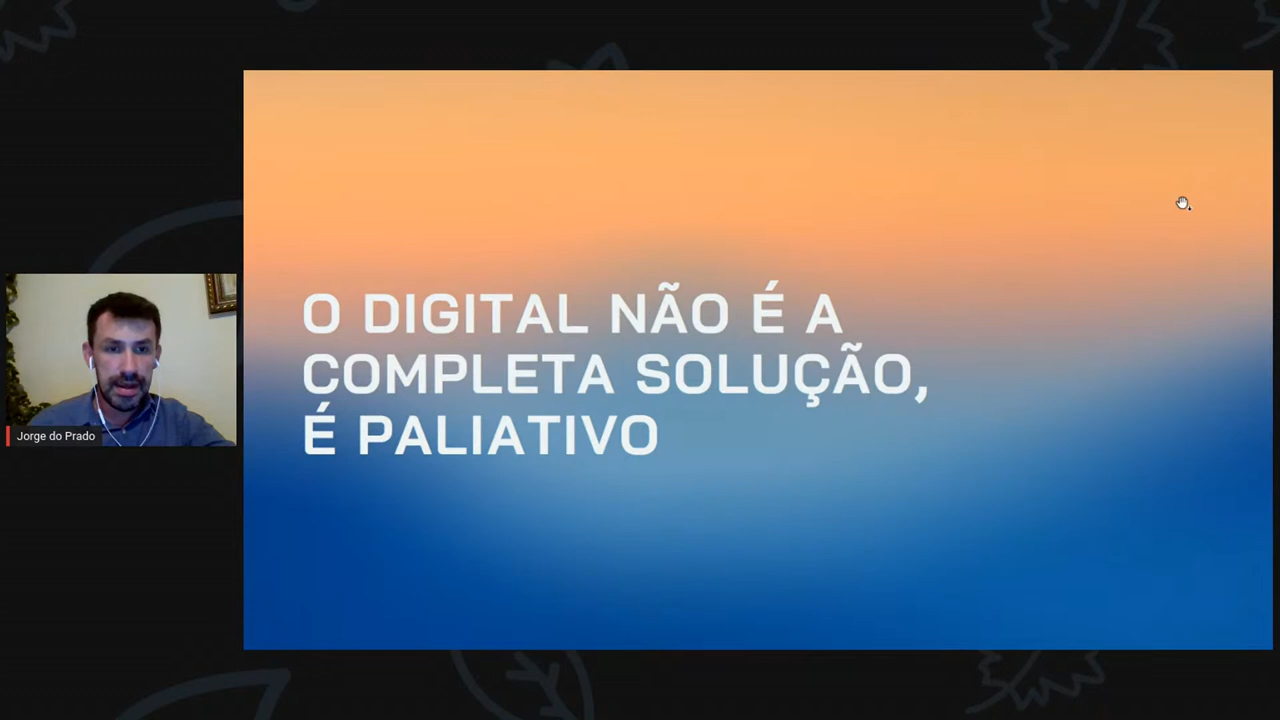 O DIGITAL NÃO É A
COMPLETA SOLUÇÃO,
É PALIATIVO
Jorge do Prado